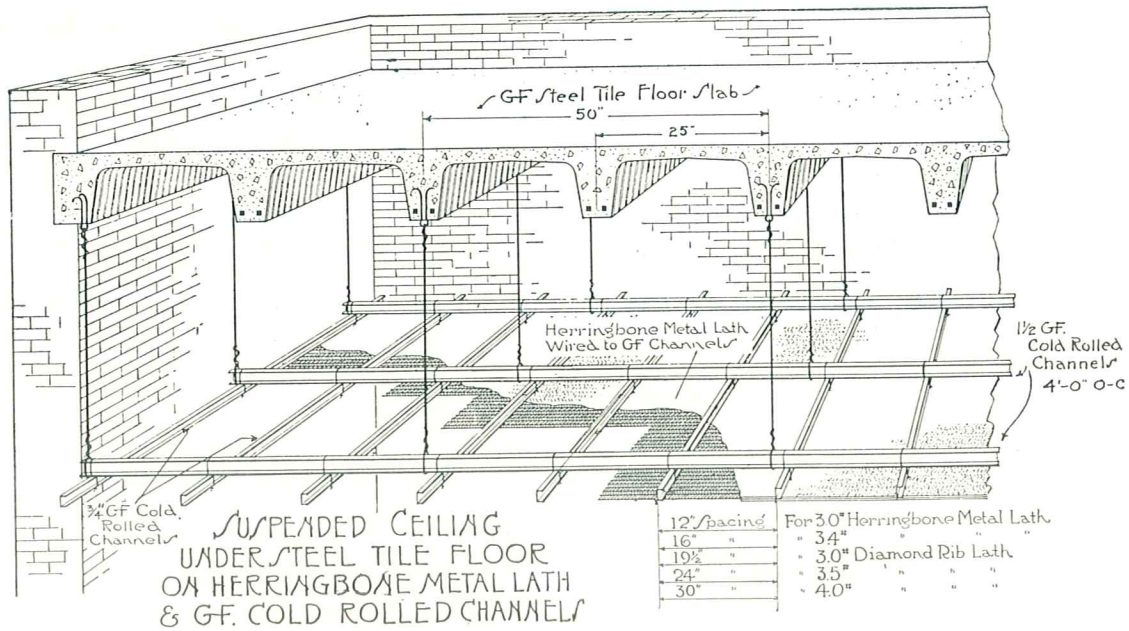 GF Steel Tile Floor Slab
50"
25"
Herringbone Metal Lath
Wired to GF Channels
1½ GF.
Cold Rolled
Channels
4'-0" O-C
¾" GF Cold
Rolled
Channels
SUSPENDED CEILING
UNDER STEEL TILE FLOOR
ON HERRINGBONE METAL LATH
& GF. COLD ROLLED CHANNELS
12" Spacing For 3.0# Herringbone Metal Lath
16" " " 3.4# " " "
19½ " " 3.0# Diamond Rib Lath
24" " " 3.5# " " "
30" " " 4.0# " " "